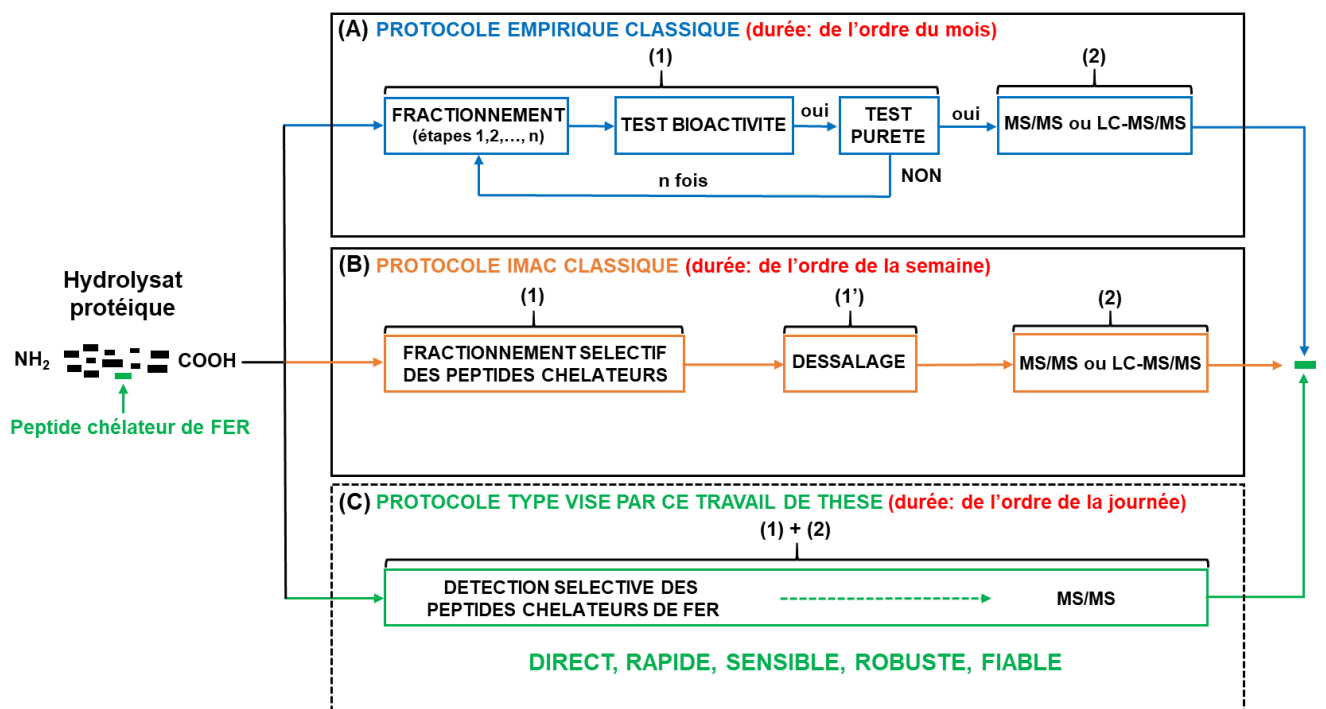 (A) PROTOCOLE EMPIRIQUE CLASSIQUE (durée: de l'ordre du mois)
(1)
(2)
FRACTIONNEMENT
(étapes 1,2,…, n)
TEST BIOACTIVITE
oui
TEST
PURETE
oui
MS/MS ou LC-MS/MS
n fois
NON
Hydrolysat
protéique
NH2
COOH
Peptide chélateur de FER
(B) PROTOCOLE IMAC CLASSIQUE (durée: de l'ordre de la semaine)
(1)
(1')
(2)
FRACTIONNEMENT SELECTIF
DES PEPTIDES CHELATEURS
DESSALAGE
MS/MS ou LC-MS/MS
(C) PROTOCOLE TYPE VISE PAR CE TRAVAIL DE THESE (durée: de l'ordre de la journée)
(1) + (2)
DETECTION SELECTIVE DES
PEPTIDES CHELATEURS DE FER
MS/MS
DIRECT, RAPIDE, SENSIBLE, ROBUSTE, FIABLE